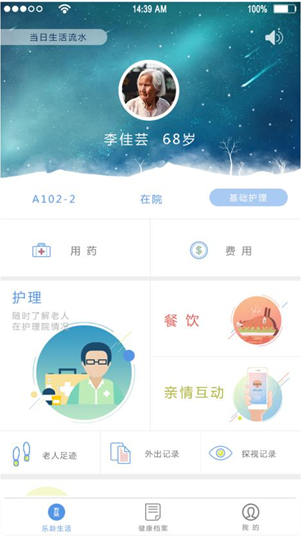 14:39 AM
100%
当日生活流水
李佳芸 68岁
A102-2 在院 基础护理
用药 费用
护理
随时了解老人
在护理院情况
餐饮
亲情互动
老人足迹 外出记录 探视记录
乐龄生活 健康档案 我的